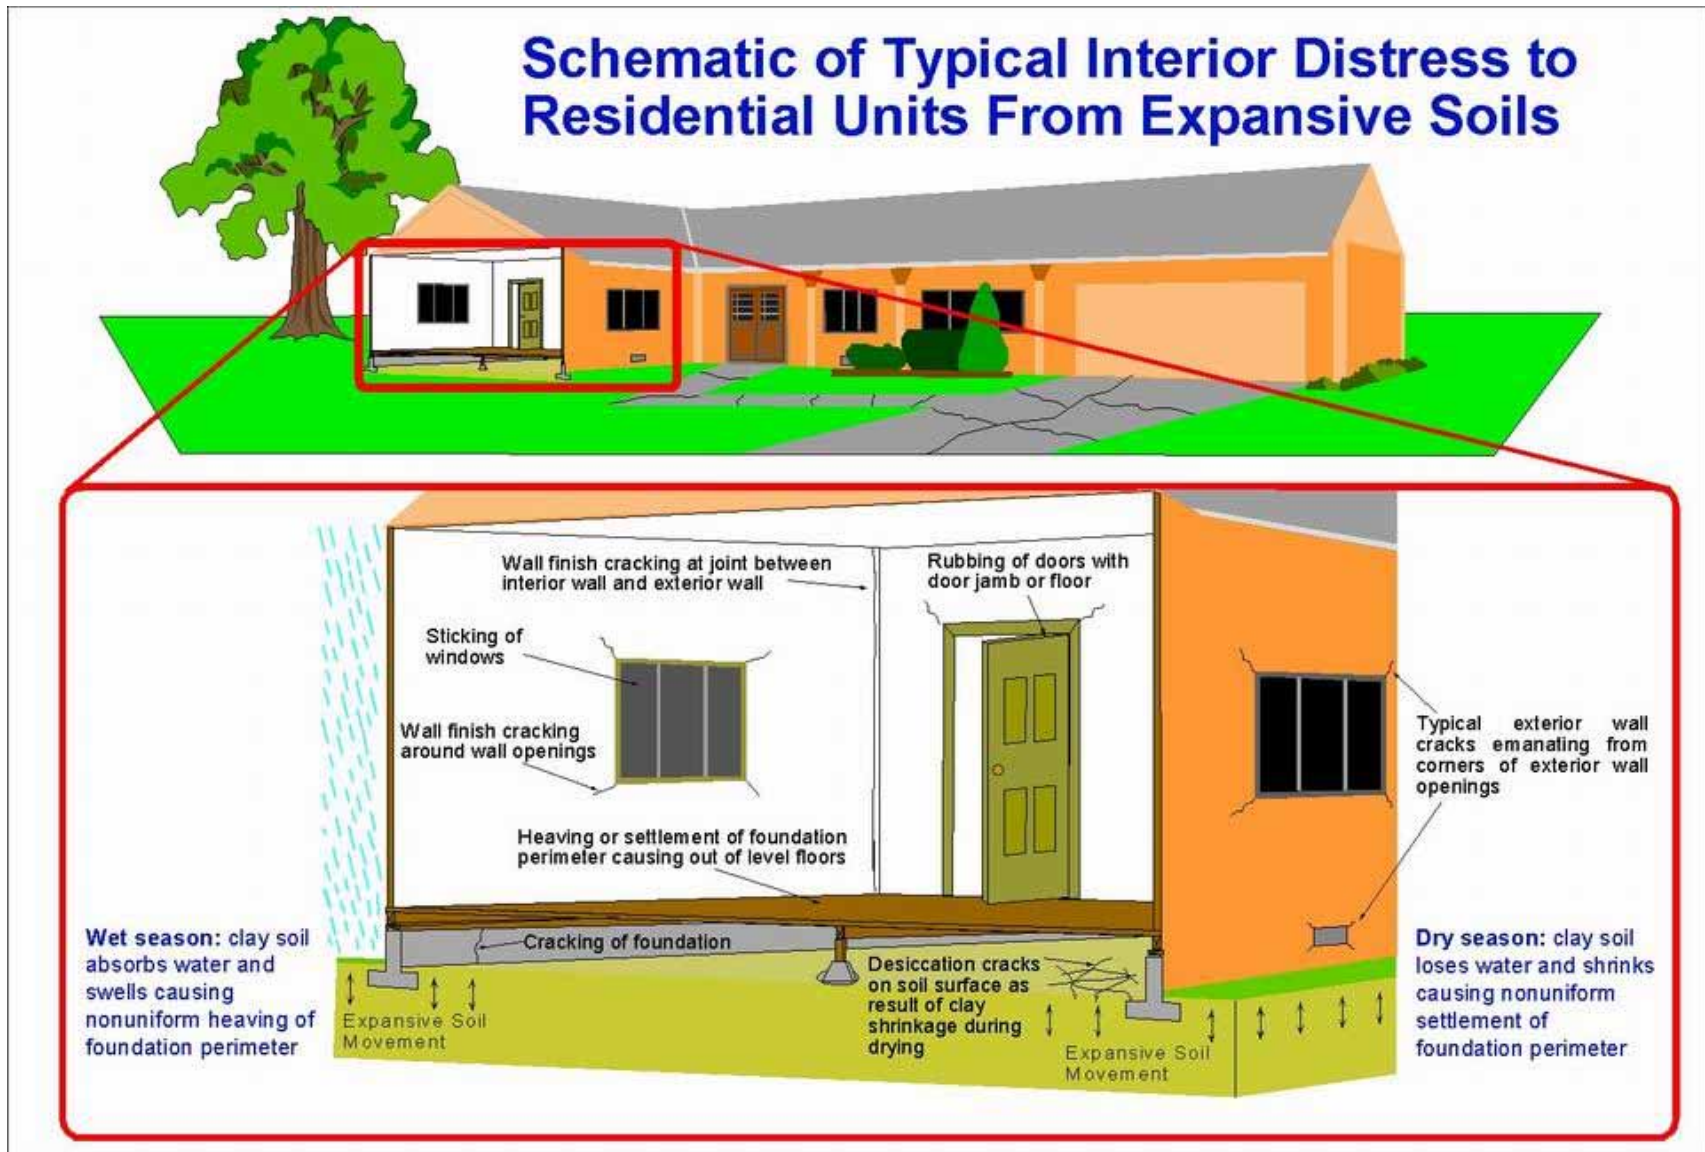 Schematic of Typical Interior Distress to
Residential Units From Expansive Soils
Wall finish cracking at joint between
interior wall and exterior wall
Rubbing of doors with
door jamb or floor
Sticking of
windows
Wall finish cracking
around wall openings
Typical exterior wall
cracks emanating from
corners of exterior wall
openings
Heaving or settlement of foundation
perimeter causing out of level floors
Wet season: clay soil
absorbs water and
swells causing
nonuniform heaving of
foundation perimeter
Cracking of foundation
Desiccation cracks
on soil surface as
result of clay
shrinkage during
drying
Dry season: clay soil
loses water and shrinks
causing nonuniform
settlement of
foundation perimeter
Expansive Soil
Movement
Expansive Soil
Movement